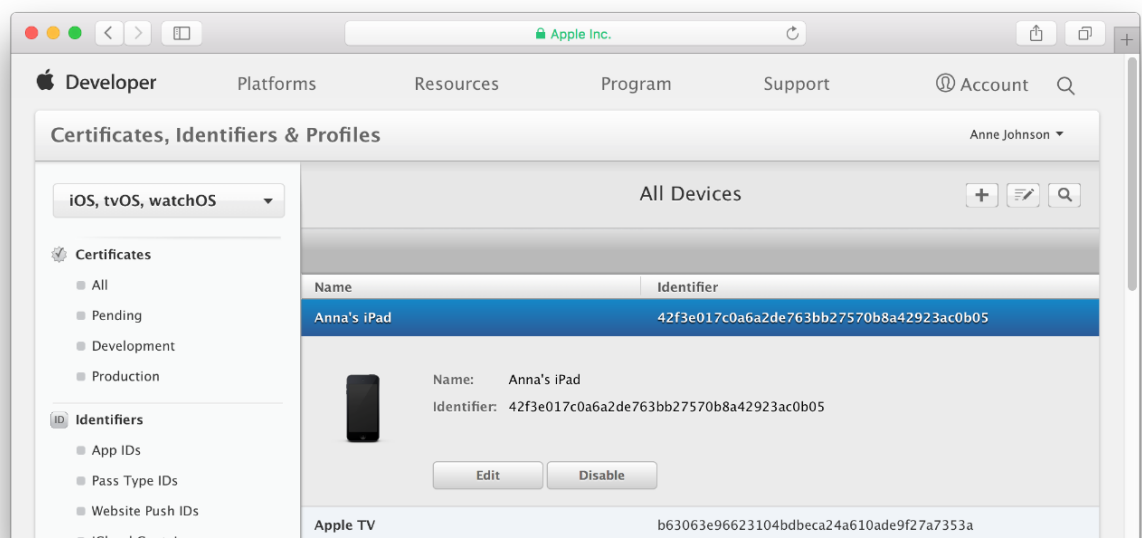 Apple Inc.
Developer Platforms Resources Program Support Account
Certificates, Identifiers & Profiles Anne Johnson
iOS, tvOS, watchOS
All Devices
Certificates
All
Pending
Development
Production
ID Identifiers
App IDs
Pass Type IDs
Website Push IDs
Name Identifier
Anna's iPad 42f3e017c0a6a2de763bb27570b8a42923ac0b05
Name: Anna's iPad
Identifier: 42f3e017c0a6a2de763bb27570b8a42923ac0b05
Edit Disable
Apple TV b63063e96623104bdbeca24a610ade9f27a7353a